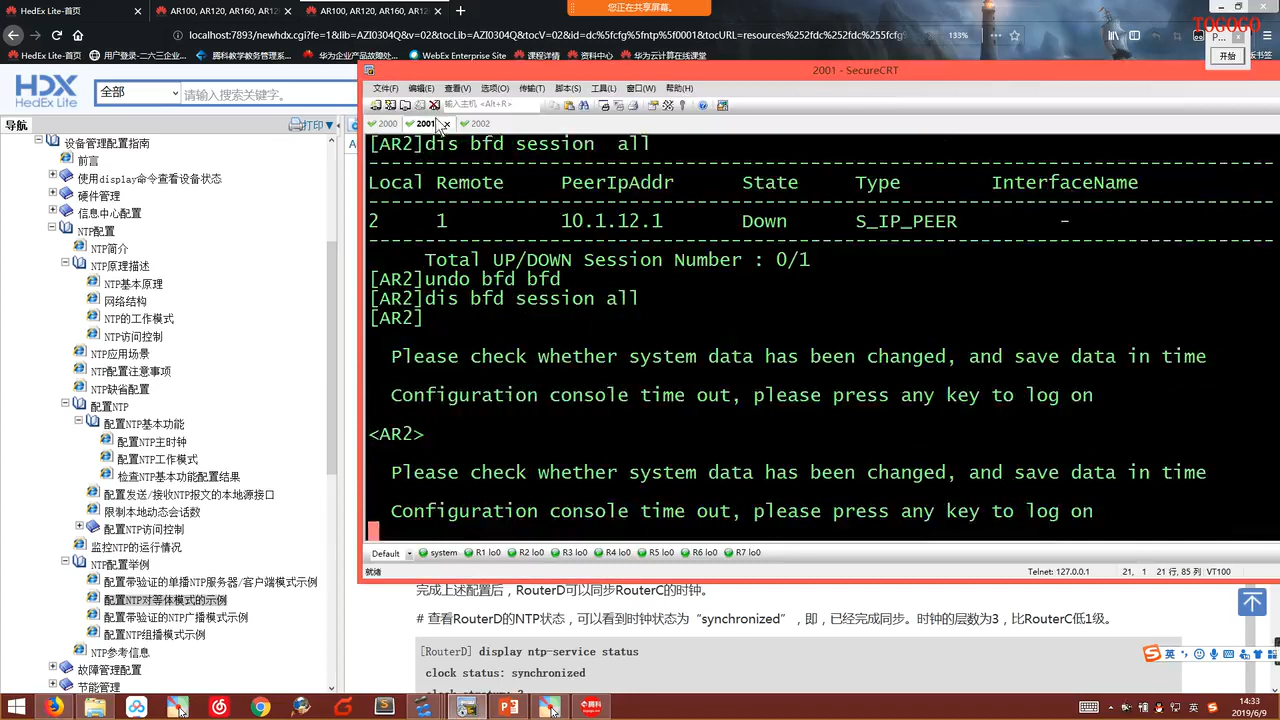 您正在共享屏幕。
HedEx Lite-首页
AR100, AR120, AR160, AR12
AR100, AR120, AR160, AR12
TOGOGO
localhost:7893/newhdx.cgi?fe=1&lib=AZI0304Q&v=02&tocLib=AZI0304Q&tocV=02&id=dc%5fcfg%5fntp%5f0001&tocURL=resources%252fdc%252fdc%255fcfg
133%
P...
开始
HedEx Lite-首页
用户登录-二六三企业...
腾科教学教务管理系...
华为企业产品故障处...
WebEx Enterprise Site
课程详情
资料中心
华为云计算在线课堂
HDX
HedEx Lite
全部
请输入搜索关键字。
导航
打印
设备管理配置指南
前言
使用display命令查看设备状态
硬件管理
信息中心配置
NTP配置
NTP简介
NTP原理描述
NTP基本原理
网络结构
NTP的工作模式
NTP访问控制
NTP应用场景
NTP配置注意事项
NTP缺省配置
配置NTP
配置NTP基本功能
配置NTP主时钟
配置NTP工作模式
检查NTP基本功能配置结果
配置发送/接收NTP报文的本地源接口
限制本地动态会话数
配置NTP访问控制
监控NTP的运行情况
NTP配置举例
配置带验证的单播NTP服务器/客户端模式示例
配置NTP对等体模式的示例
配置带验证的NTP广播模式示例
配置NTP组播模式示例
NTP参考信息
故障管理配置
节能管理
2001 - SecureCRT
文件(F) 编辑(E) 查看(V) 选项(O) 传输(T) 脚本(S) 工具(L) 窗口(W) 帮助(H)
输入主机 <Alt+R>
2000 2001 2002
[AR2]dis bfd session  all
--------------------------------------------------------------------------------
Local Remote PeerIpAddr State Type InterfaceName
--------------------------------------------------------------------------------
2 1 10.1.12.1 Down S_IP_PEER -
--------------------------------------------------------------------------------
Total UP/DOWN Session Number : 0/1
[AR2]undo bfd bfd
[AR2]dis bfd session all
[AR2]
Please check whether system data has been changed, and save data in time
Configuration console time out, please press any key to log on
<AR2>
Please check whether system data has been changed, and save data in time
Configuration console time out, please press any key to log on
Default system R1 lo0 R2 lo0 R3 lo0 R4 lo0 R5 lo0 R6 lo0 R7 lo0
就绪 Telnet: 127.0.0.1 21, 1 21 行, 85 列 VT100
完成上述配置后，RouterD可以同步RouterC的时钟。
# 查看RouterD的NTP状态，可以看到时钟状态为“synchronized”，即，已经完成同步。时钟的层数为3，比RouterC低1级。
[RouterD] display ntp-service status
clock status: synchronized
英
英
14:33
2019/6/9